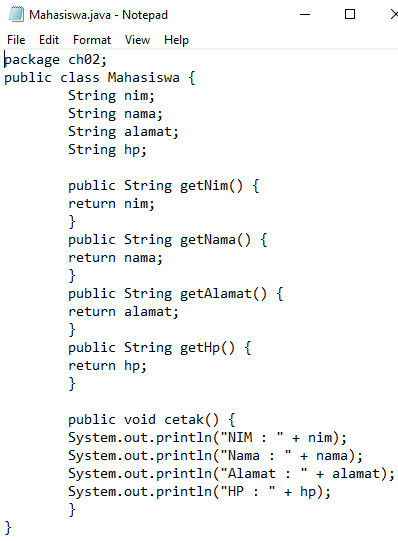 Mahasiswa.java - Notepad
File Edit Format View Help
package ch02;
public class Mahasiswa {
String nim;
String nama;
String alamat;
String hp;
public String getNim() {
return nim;
}
public String getNama() {
return nama;
}
public String getAlamat() {
return alamat;
}
public String getHp() {
return hp;
}
public void cetak() {
System.out.println("NIM : " + nim);
System.out.println("Nama : " + nama);
System.out.println("Alamat : " + alamat);
System.out.println("HP : " + hp);
}
}